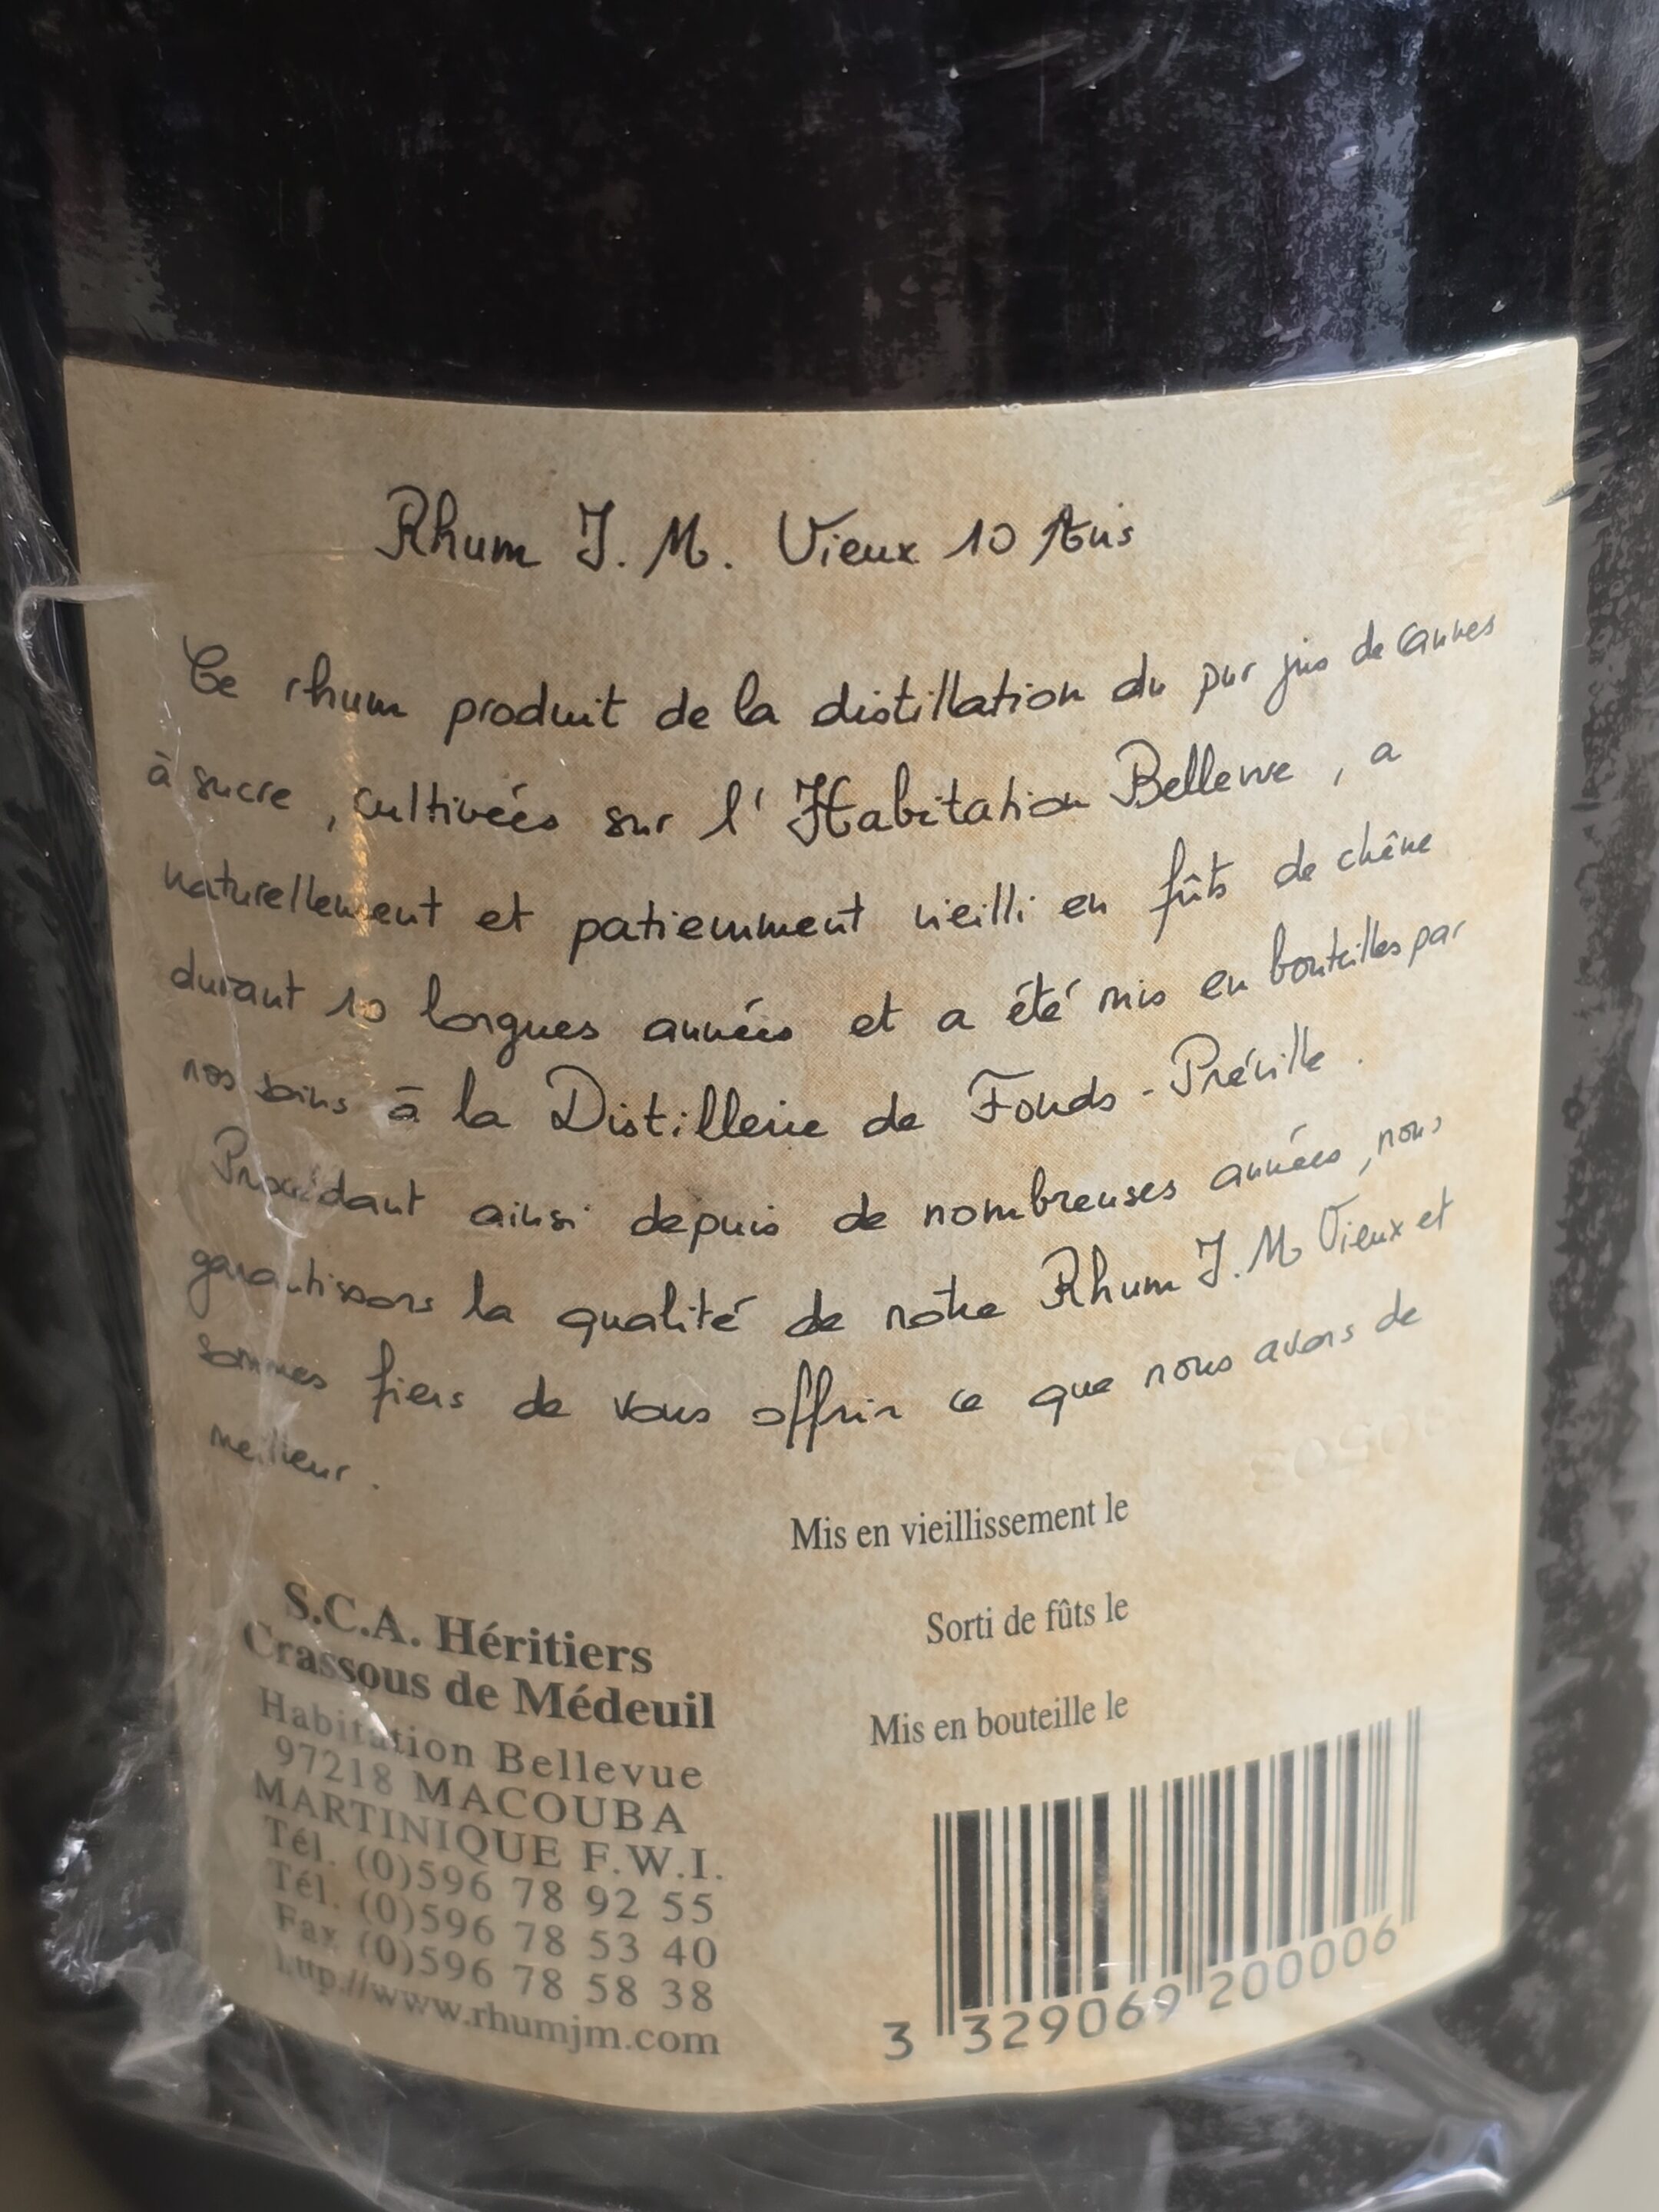 Rhum J. M. Vieux 10 Ans
Ce rhum produit de la distillation du pur jus de cannes
à sucre, cultivées sur l'Habitation Bellevue, a
naturellement et patiemment vieilli en fûts de chêne
durant 10 longues années et a été mis en bouteilles par
nos soins à la Distillerie de Fonds-Préville.
Procédant ainsi depuis de nombreuses années, nous
garantissons la qualité de notre Rhum J. M Vieux et
sommes fiers de vous offrir ce que nous avons de
meilleur.
Mis en vieillissement le
Sorti de fûts le
Mis en bouteille le
S.C.A. Héritiers
Crassous de Médeuil
Habitation Bellevue
97218 MACOUBA
MARTINIQUE F.W.I.
Tél. (0)596 78 92 55
Tél. (0)596 78 53 40
Fax (0)596 78 58 38
http://www.rhumjm.com
3 329069 200006